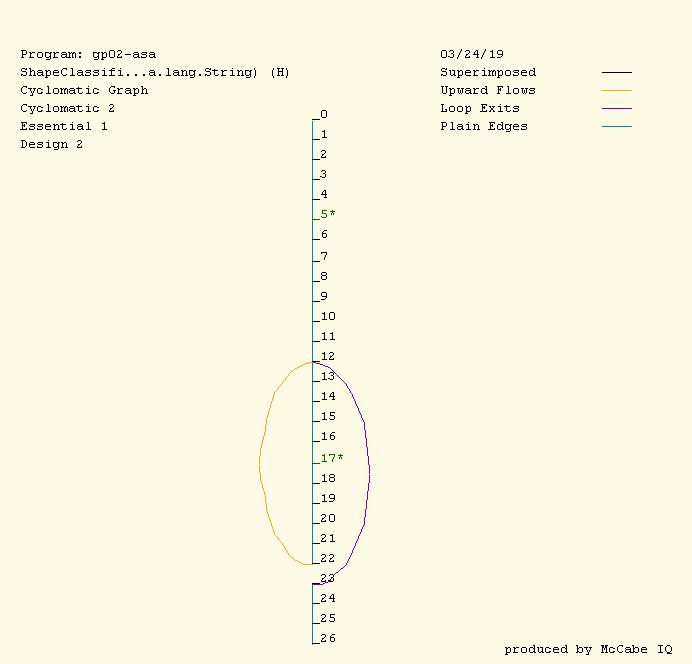 Program: gp02-asa
ShapeClassifi...a.lang.String) (H)
Cyclomatic Graph
Cyclomatic 2
Essential 1
Design 2
03/24/19
Superimposed
Upward Flows
Loop Exits
Plain Edges
0
1
2
3
4
5*
6
7
8
9
10
11
12
13
14
15
16
17*
18
19
20
21
22
23
24
25
26
produced by McCabe IQ